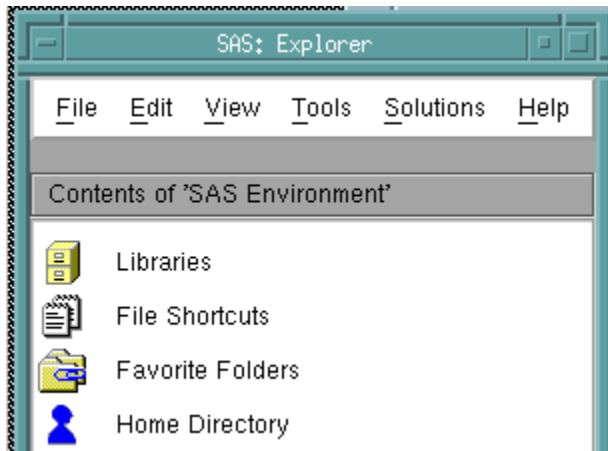 SAS: Explorer
File Edit View Tools Solutions Help
Contents of 'SAS Environment'
Libraries
File Shortcuts
Favorite Folders
Home Directory